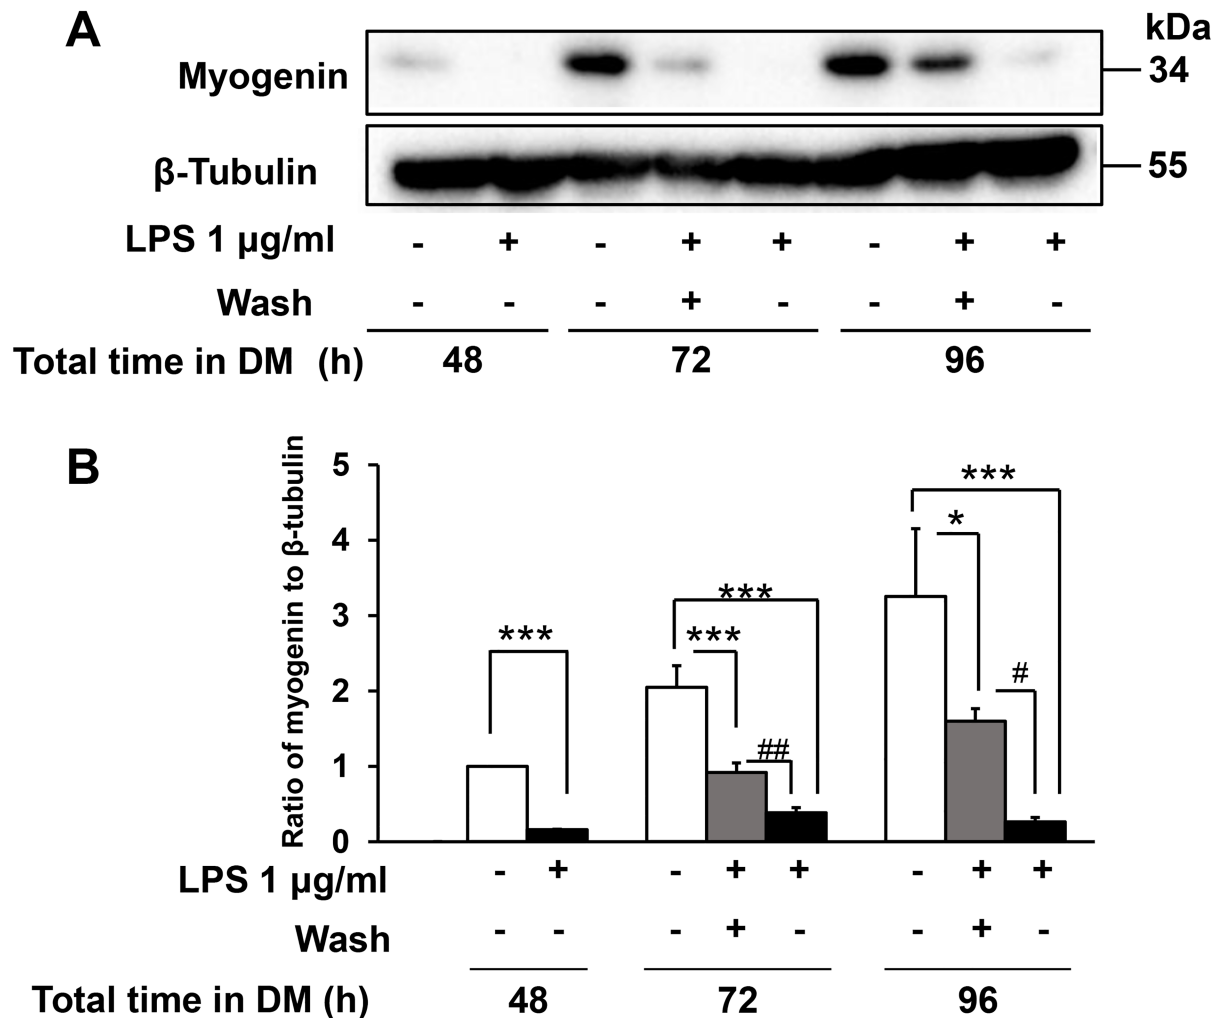 A
kDa
Myogenin
34
β-Tubulin
55
LPS 1 μg/ml - + - + + - + +
Wash - - - + - - + -
Total time in DM (h) 48 72 96
B
Ratio of myogenin to β-tubulin
5
4
3
2
1
0
***
***
***
##
***
*
#
LPS 1 μg/ml - + - + + - + +
Wash - - - + - - + -
Total time in DM (h) 48 72 96